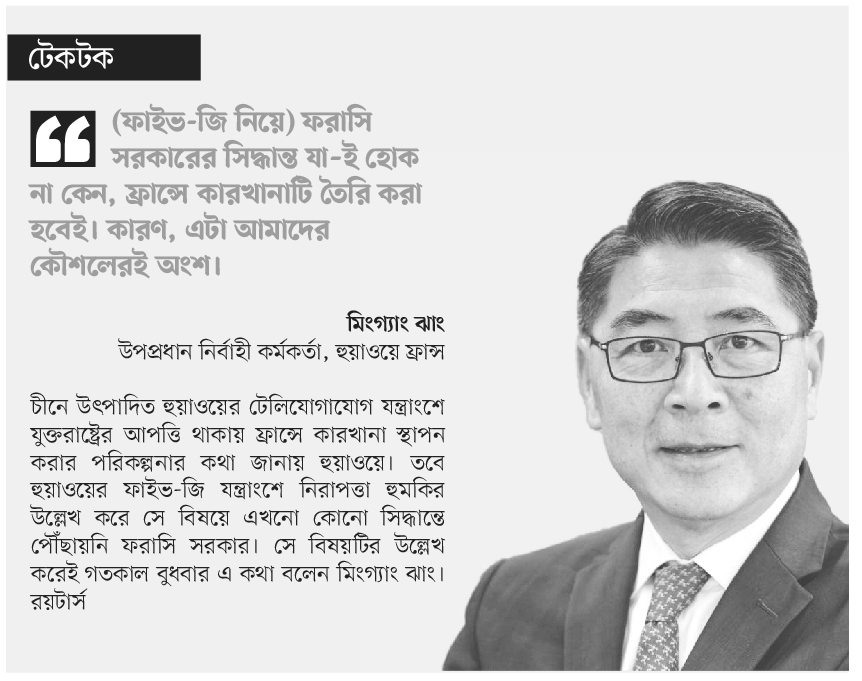 টেকটক
(ফাইভ-জি নিয়ে) ফরাসি
সরকারের সিদ্ধান্ত যা-ই হোক
না কেন, ফ্রান্সে কারখানাটি তৈরি করা
হবেই। কারণ, এটা আমাদের
কৌশলেরই অংশ।
মিংগ্যাং ঝাং
উপপ্রধান নির্বাহী কর্মকর্তা, হুয়াওয়ে ফ্রান্স
চীনে উৎপাদিত হুয়াওয়ের টেলিযোগাযোগ যন্ত্রাংশে
যুক্তরাষ্ট্রের আপত্তি থাকায় ফ্রান্সে কারখানা স্থাপন
করার পরিকল্পনার কথা জানায় হুয়াওয়ে। তবে
হুয়াওয়ের ফাইভ-জি যন্ত্রাংশে নিরাপত্তা হুমকির
উল্লেখ করে সে বিষয়ে এখনো কোনো সিদ্ধান্তে
পৌঁছায়নি ফরাসি সরকার। সে বিষয়টির উল্লেখ
করেই গতকাল বুধবার এ কথা বলেন মিংগ্যাং ঝাং।
রয়টার্স